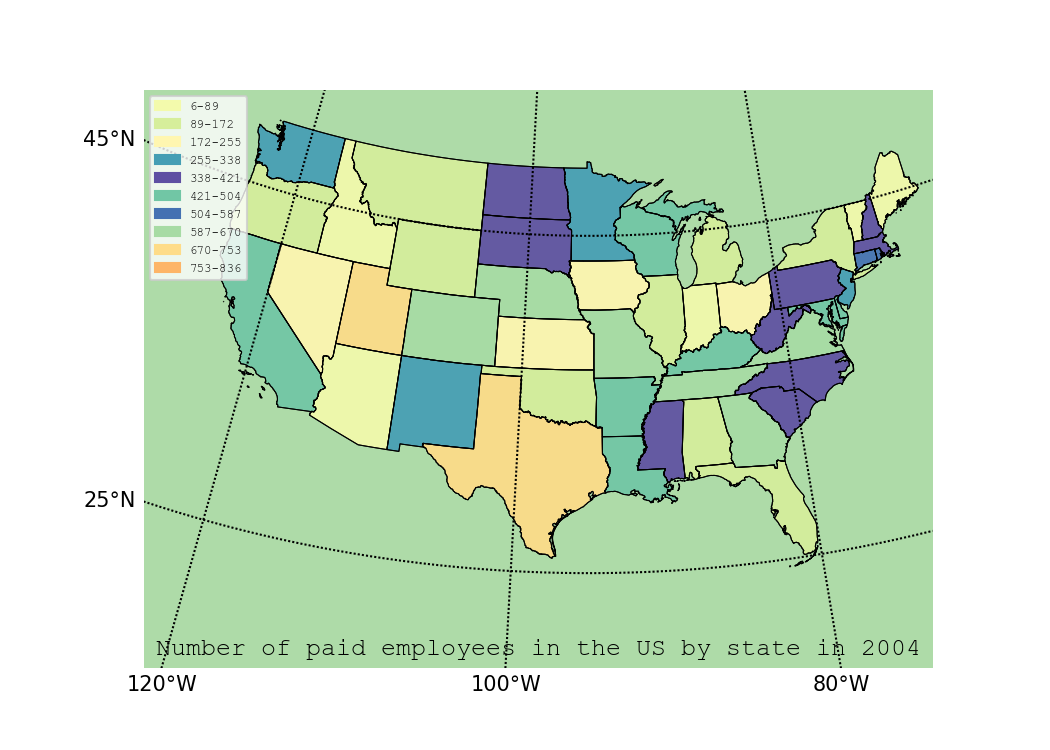 6-89
89-172
172-255
255-338
338-421
421-504
504-587
587-670
670-753
753-836
45°N
25°N
Number of paid employees in the US by state in 2004
120°W 100°W 80°W